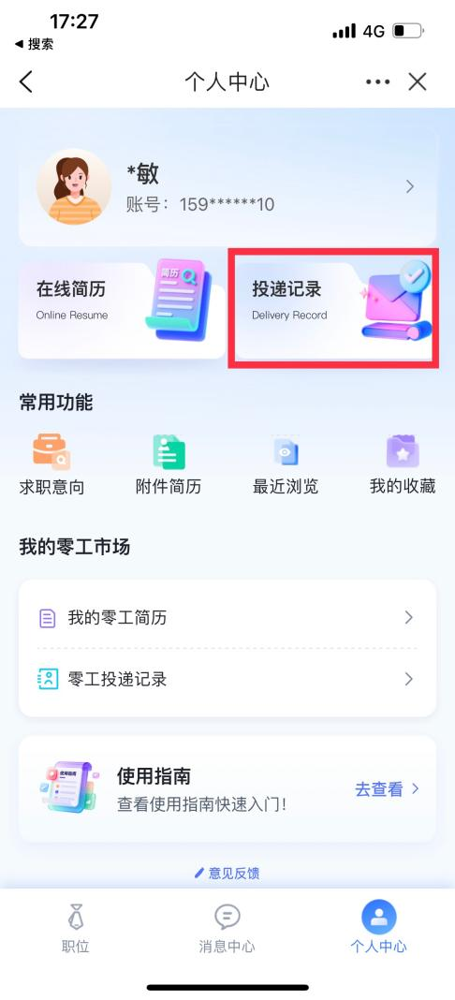 17:27
搜索
4G
个人中心
*敏
账号：159******10
在线简历
Online Resume
简历
投递记录
Delivery Record
常用功能
求职意向
附件简历
最近浏览
我的收藏
我的零工市场
我的零工简历
零工投递记录
使用指南
使用指南
查看使用指南快速入门！
去查看
意见反馈
职位
消息中心
个人中心